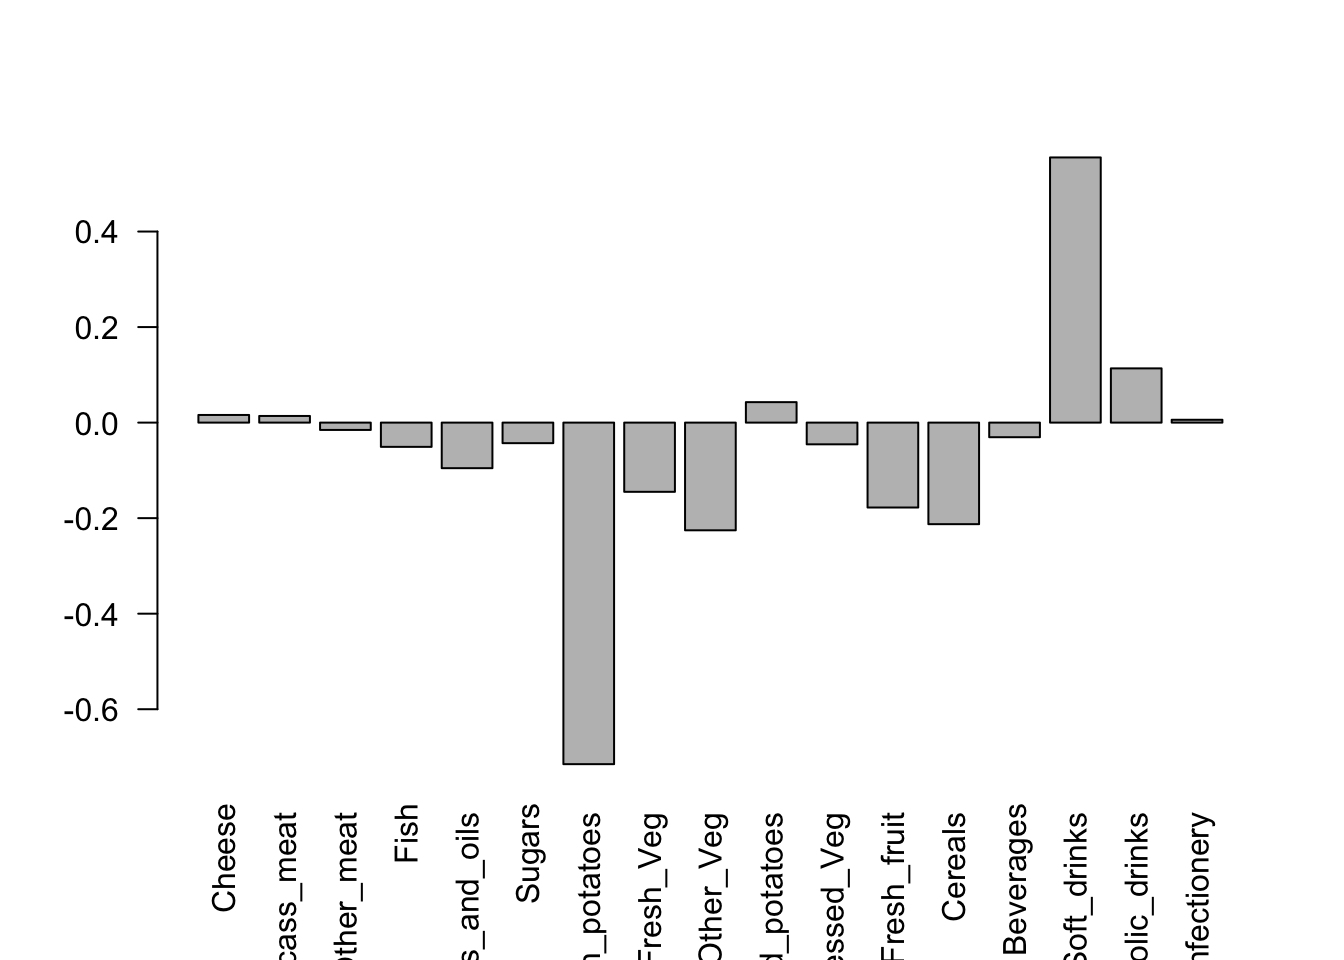 0.4
0.2
0.0
-0.2
-0.4
-0.6
Cheese
cass_meat
Other_meat
Fish
s_and_oils
Sugars
n_potatoes
Fresh_Veg
Other_Veg
d_potatoes
essed_Veg
Fresh_fruit
Cereals
Beverages
Soft_drinks
olic_drinks
nfectionery